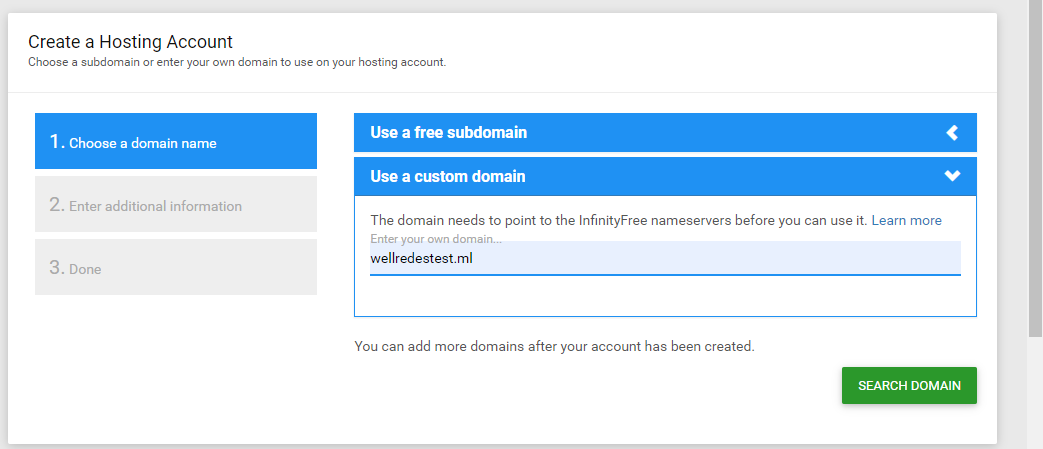 Create a Hosting Account
Choose a subdomain or enter your own domain to use on your hosting account.
1. Choose a domain name
2. Enter additional information
3. Done
Use a free subdomain
Use a custom domain
The domain needs to point to the InfinityFree nameservers before you can use it. Learn more
Enter your own domain...
wellredestest.ml
You can add more domains after your account has been created.
SEARCH DOMAIN